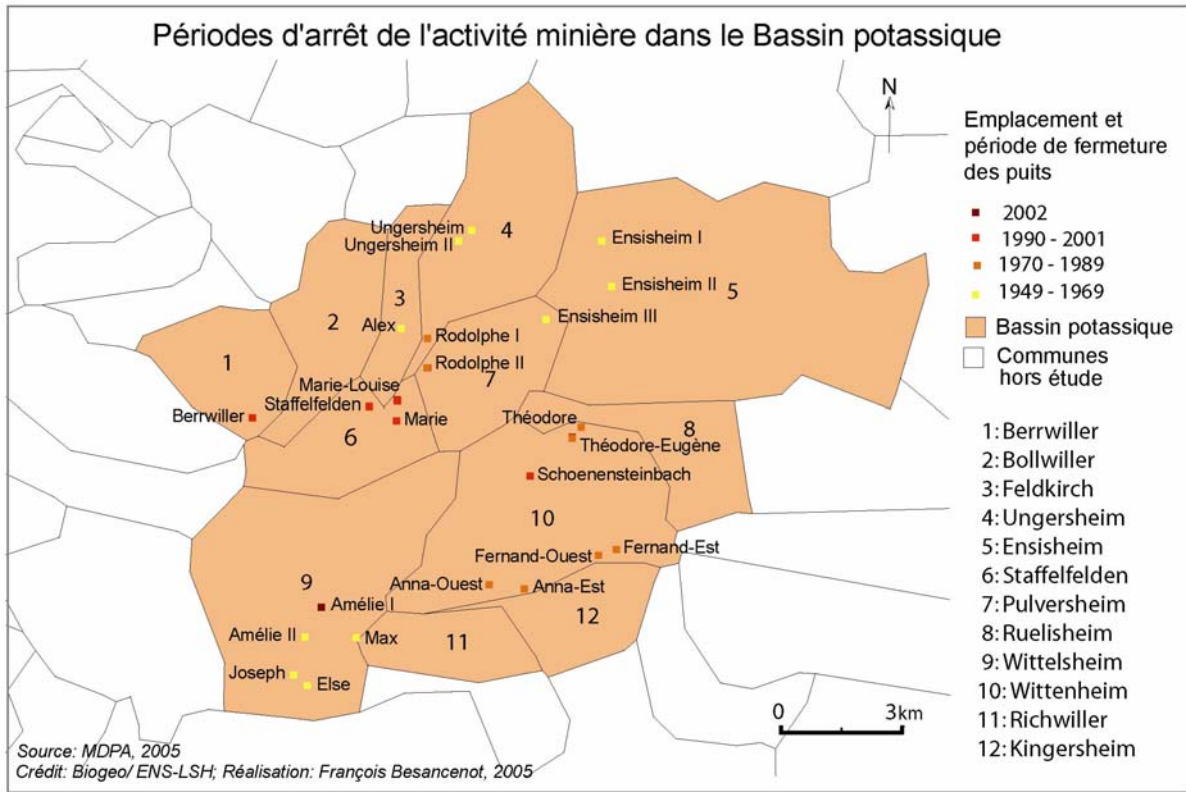 Périodes d'arrêt de l'activité minière dans le Bassin potassique
N
Emplacement et
période de fermeture
des puits
2002
1990 - 2001
1970 - 1989
1949 - 1969
Bassin potassique
Communes
hors étude
1: Berrwiller
2: Bollwiller
3: Feldkirch
4: Ungersheim
5: Ensisheim
6: Staffelfelden
7: Pulversheim
8: Ruelisheim
9: Wittelsheim
10: Wittenheim
11: Richwiller
12: Kingersheim
Ungersheim
Ungersheim II
4
Ensisheim I
Ensisheim II
5
3
2
Alex
Ensisheim III
Rodolphe I
1
Rodolphe II
7
Marie-Louise
Staffelfelden
Berrwiller
Marie
6
Théodore
8
Théodore-Eugène
Schoenensteinbach
10
Fernand-Ouest
Fernand-Est
9
Anna-Ouest
Anna-Est
Amélie I
12
Amélie II
Max
11
Joseph
Else
0
3km
Source: MDPA, 2005
Crédit: Biogeo/ ENS-LSH; Réalisation: François Besancenot, 2005